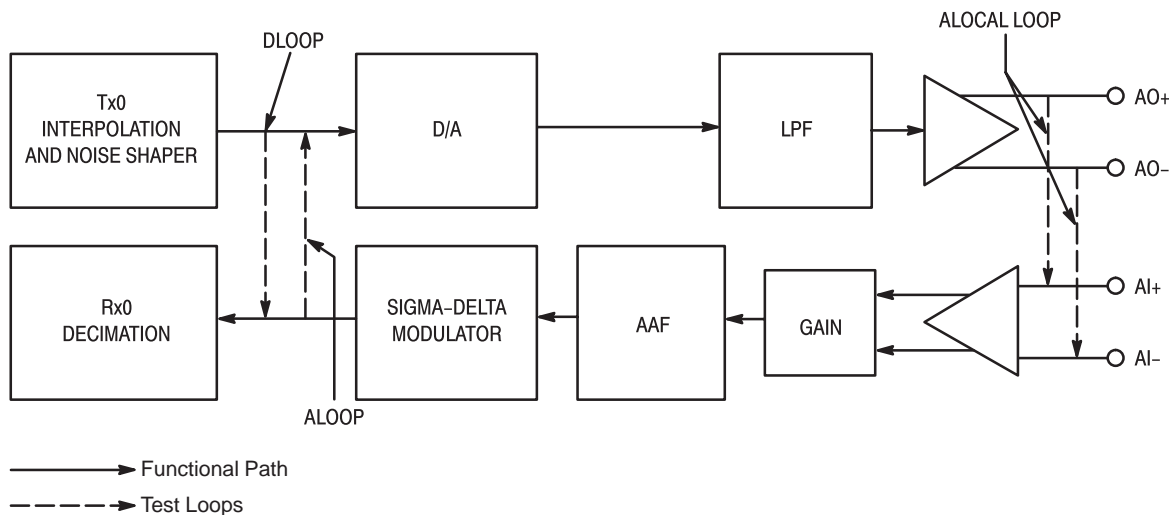 ALOCAL LOOP
DLOOP
Tx0
INTERPOLATION
AND NOISE SHAPER
D/A
LPF
AO+
AO–
Rx0
DECIMATION
SIGMA–DELTA
MODULATOR
AAF
GAIN
AI+
AI–
ALOOP
Functional Path
Test Loops